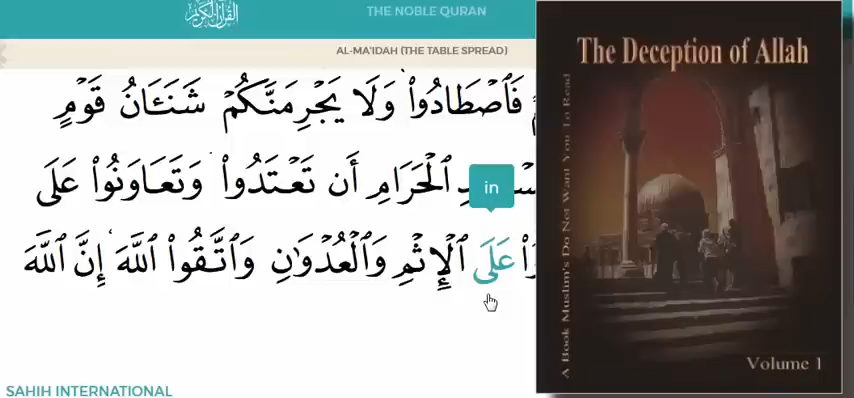 القرآن الكريم
THE NOBLE QURAN
AL-MA'IDAH (THE TABLE SPREAD)
فَٱصْطَادُوا۟ ۚ وَلَا يَجْرِمَنَّكُمْ شَنَـَٔانُ قَوْمٍ
ٱلْحَرَامِ أَن تَعْتَدُوا۟ ۘ وَتَعَاوَنُوا۟ عَلَى
in
عَلَى ٱلْإِثْمِ وَٱلْعُدْوَٰنِ ۚ وَٱتَّقُوا۟ ٱللَّهَ ۖ إِنَّ ٱللَّهَ
SAHIH INTERNATIONAL
The Deception of Allah
A Book Muslim's Do Not Want You To Read
Volume 1